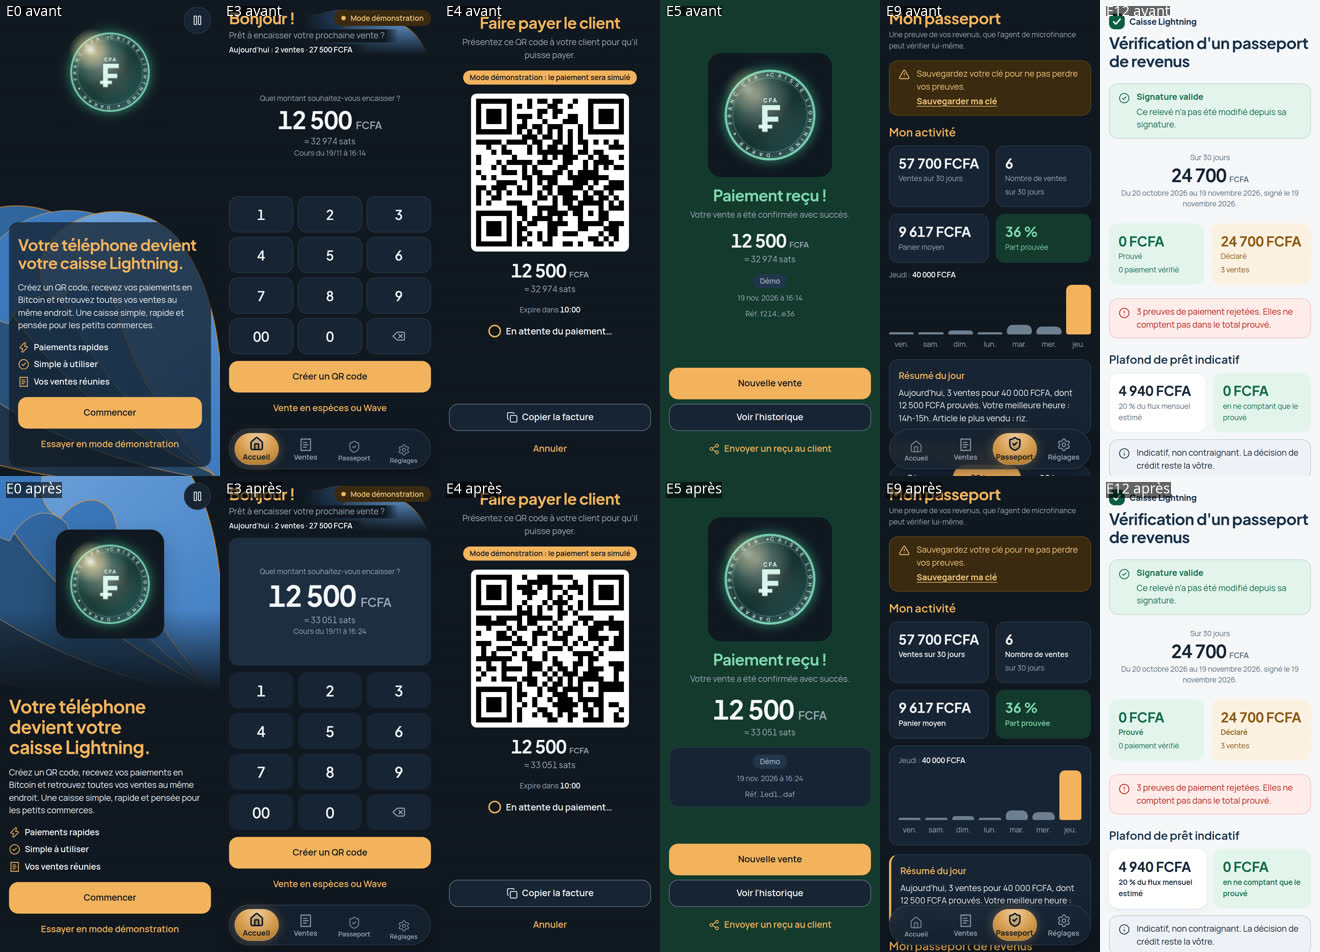 E0 avant
CFA
FRANC CFA • CAISSE LIGHTNING • DAKAR •
Votre téléphone devient
votre caisse Lightning.
Créez un QR code, recevez vos paiements en
Bitcoin et retrouvez toutes vos ventes au
même endroit. Une caisse simple, rapide et
pensée pour les petits commerces.
Paiements rapides
Simple à utiliser
Vos ventes réunies
Commencer
Essayer en mode démonstration
E3 avant
Bonjour !
Mode démonstration
Prêt à encaisser votre prochaine vente ?
Aujourd'hui : 2 ventes · 27 500 FCFA
Quel montant souhaitez-vous encaisser ?
12 500 FCFA
≈ 32 974 sats
Cours du 19/11 à 16:14
1 2 3
4 5 6
7 8 9
00 0
Créer un QR code
Vente en espèces ou Wave
Accueil Ventes Passeport Réglages
E4 avant
Faire payer le client
Présentez ce QR code à votre client pour qu'il
puisse payer.
Mode démonstration : le paiement sera simulé
12 500 FCFA
≈ 32 974 sats
Expire dans 10:00
En attente du paiement...
Copier la facture
Annuler
E5 avant
CFA
FRANC CFA • CAISSE LIGHTNING • DAKAR •
Paiement reçu !
Votre vente a été confirmée avec succès.
12 500 FCFA
≈ 32 974 sats
Démo
19 nov. 2026 à 16:14
Réf. f214...e36
Nouvelle vente
Voir l'historique
Envoyer un reçu au client
E9 avant
Mon passeport
Une preuve de vos revenus, que l'agent de microfinance
peut vérifier lui-même.
Sauvegardez votre clé pour ne pas perdre
vos preuves.
Sauvegarder ma clé
Mon activité
57 700 FCFA
Ventes sur 30 jours
6
Nombre de ventes
sur 30 jours
9 617 FCFA
Panier moyen
36 %
Part prouvée
Jeudi : 40 000 FCFA
ven. sam. dim. lun. mar. mer. jeu.
Résumé du jour
Aujourd'hui, 3 ventes pour 40 000 FCFA, dont
12 500 FCFA prouvés. Votre meilleure heure :
14h-15h. Article le plus vendu : riz.
Accueil Ventes Passeport Réglages
E12 avant
Caisse Lightning
Vérification d'un passeport
de revenus
Signature valide
Ce relevé n'a pas été modifié depuis sa
signature.
Sur 30 jours
24 700 FCFA
Du 20 octobre 2026 au 19 novembre 2026, signé le 19
novembre 2026.
0 FCFA
Prouvé
0 paiement vérifié
24 700 FCFA
Déclaré
3 ventes
3 preuves de paiement rejetées. Elles ne
comptent pas dans le total prouvé.
Plafond de prêt indicatif
4 940 FCFA
20 % du flux mensuel
estimé
0 FCFA
en ne comptant que le
prouvé
Indicatif, non contraignant. La décision de
crédit reste la vôtre.
E0 après
CFA
FRANC CFA • CAISSE LIGHTNING • DAKAR •
Votre téléphone
devient votre
caisse Lightning.
Créez un QR code, recevez vos paiements en
Bitcoin et retrouvez toutes vos ventes au même
endroit. Une caisse simple, rapide et pensée pour
les petits commerces.
Paiements rapides
Simple à utiliser
Vos ventes réunies
Commencer
Essayer en mode démonstration
E3 après
Bonjour !
Mode démonstration
Prêt à encaisser votre prochaine vente ?
Aujourd'hui : 2 ventes · 27 500 FCFA
Quel montant souhaitez-vous encaisser ?
12 500 FCFA
≈ 33 051 sats
Cours du 19/11 à 16:24
1 2 3
4 5 6
7 8 9
00 0
Créer un QR code
Vente en espèces ou Wave
Accueil Ventes Passeport Réglages
E4 après
Faire payer le client
Présentez ce QR code à votre client pour qu'il
puisse payer.
Mode démonstration : le paiement sera simulé
12 500 FCFA
≈ 33 051 sats
Expire dans 10:00
En attente du paiement...
Copier la facture
Annuler
E5 après
CFA
FRANC CFA • CAISSE LIGHTNING • DAKAR •
Paiement reçu !
Votre vente a été confirmée avec succès.
12 500 FCFA
≈ 33 051 sats
Démo
19 nov. 2026 à 16:24
Réf. 1ed1...daf
Nouvelle vente
Voir l'historique
Envoyer un reçu au client
E9 après
Mon passeport
Une preuve de vos revenus, que l'agent de microfinance
peut vérifier lui-même.
Sauvegardez votre clé pour ne pas perdre
vos preuves.
Sauvegarder ma clé
Mon activité
57 700 FCFA
Ventes sur 30 jours
6
Nombre de ventes
sur 30 jours
9 617 FCFA
Panier moyen
36 %
Part prouvée
Jeudi : 40 000 FCFA
ven. sam. dim. lun. mar. mer. jeu.
Résumé du jour
Aujourd'hui, 3 ventes pour 40 000 FCFA, dont
12 500 FCFA prouvés. Votre meilleure heure :
Accueil Ventes Passeport Réglages
Mon passeport de revenus
E12 après
Caisse Lightning
Vérification d'un passeport
de revenus
Signature valide
Ce relevé n'a pas été modifié depuis sa
signature.
Sur 30 jours
24 700 FCFA
Du 20 octobre 2026 au 19 novembre 2026, signé le 19
novembre 2026.
0 FCFA
Prouvé
0 paiement vérifié
24 700 FCFA
Déclaré
3 ventes
3 preuves de paiement rejetées. Elles ne
comptent pas dans le total prouvé.
Plafond de prêt indicatif
4 940 FCFA
20 % du flux mensuel
estimé
0 FCFA
en ne comptant que le
prouvé
Indicatif, non contraignant. La décision de
crédit reste la vôtre.